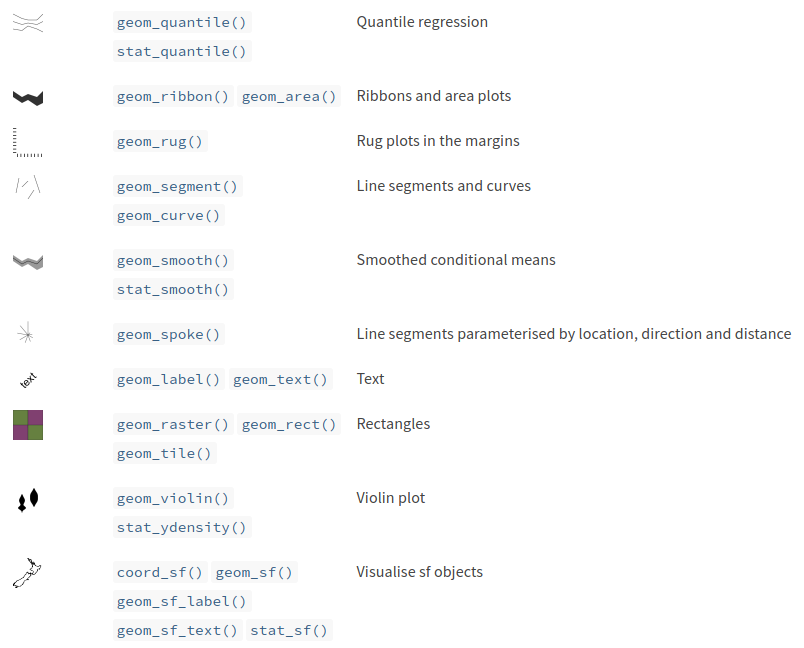 geom_quantile() Quantile regression
stat_quantile()
geom_ribbon() geom_area() Ribbons and area plots
geom_rug() Rug plots in the margins
geom_segment() Line segments and curves
geom_curve()
geom_smooth() Smoothed conditional means
stat_smooth()
geom_spoke() Line segments parameterised by location, direction and distance
text geom_label() geom_text() Text
geom_raster() geom_rect() Rectangles
geom_tile()
geom_violin() Violin plot
stat_ydensity()
coord_sf() geom_sf() Visualise sf objects
geom_sf_label()
geom_sf_text() stat_sf()